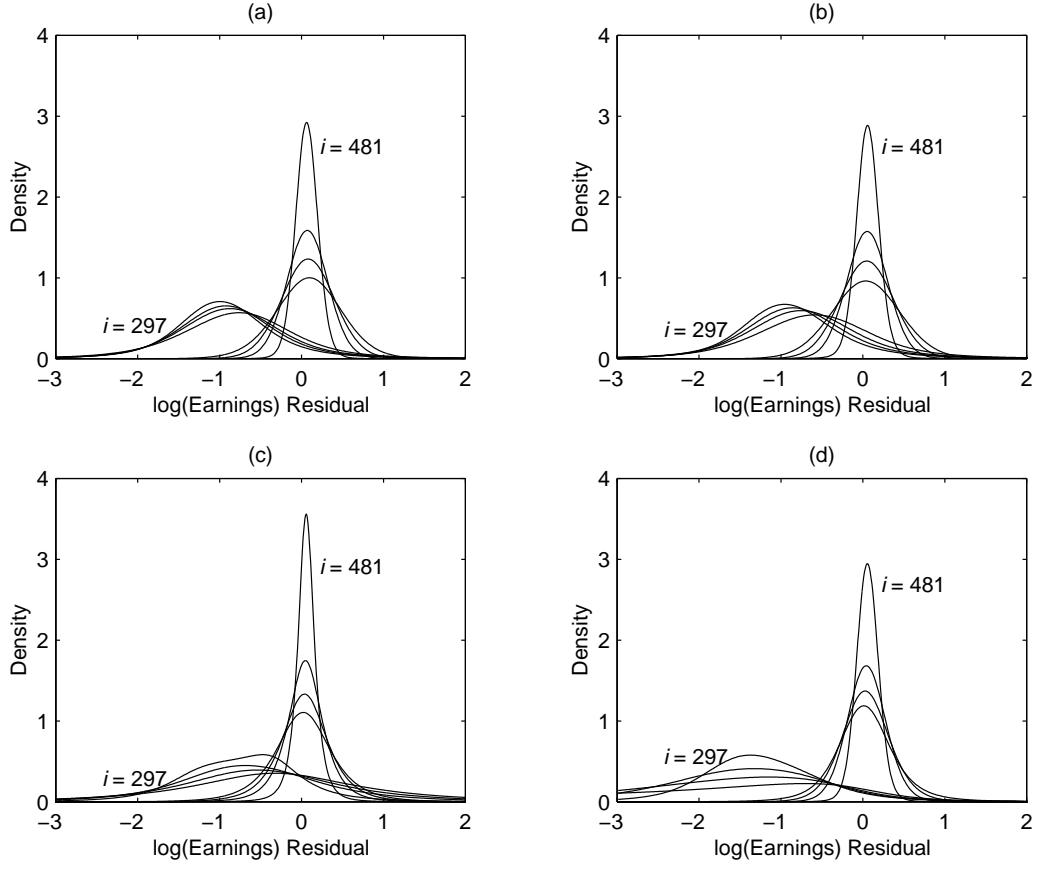 (a)
4
3
2
1
0
Density
i = 481
i = 297
−3 −2 −1 0 1 2
log(Earnings) Residual
(b)
4
3
2
1
0
Density
i = 481
i = 297
−3 −2 −1 0 1 2
log(Earnings) Residual
(c)
4
3
2
1
0
Density
i = 481
i = 297
−3 −2 −1 0 1 2
log(Earnings) Residual
(d)
4
3
2
1
0
Density
i = 481
i = 297
−3 −2 −1 0 1 2
log(Earnings) Residual